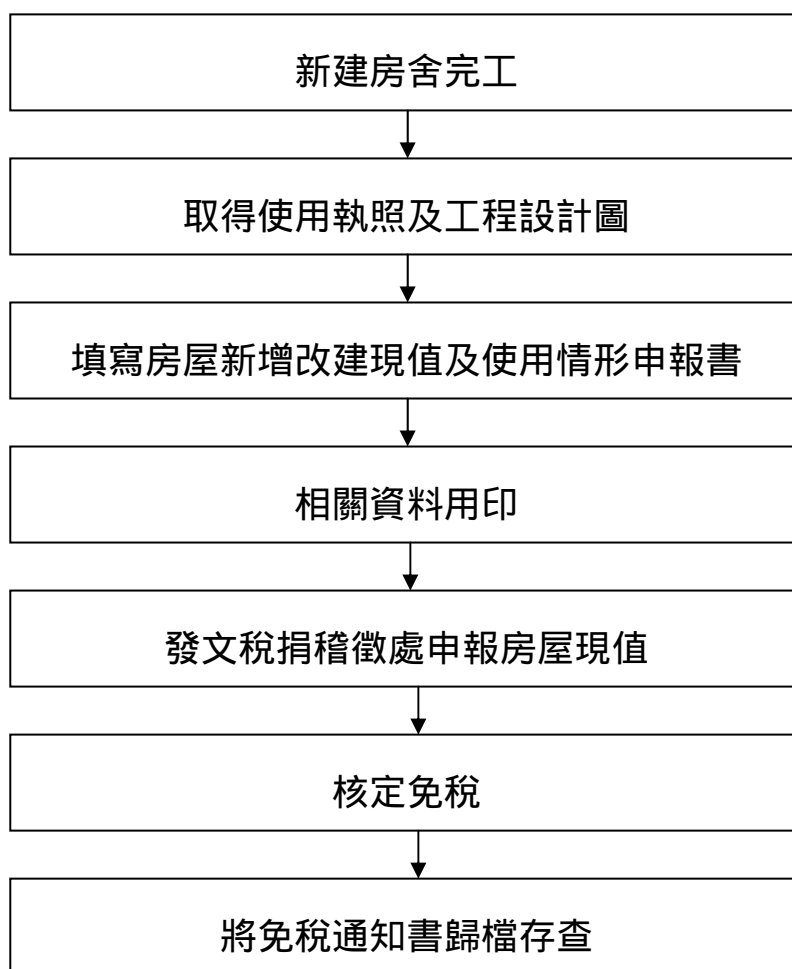 新建房舍完工
取得使用執照及工程設計圖
填寫房屋新增改建現值及使用情形申報書
相關資料用印
發文稅捐稽徵處申報房屋現值
核定免稅
將免稅通知書歸檔存查